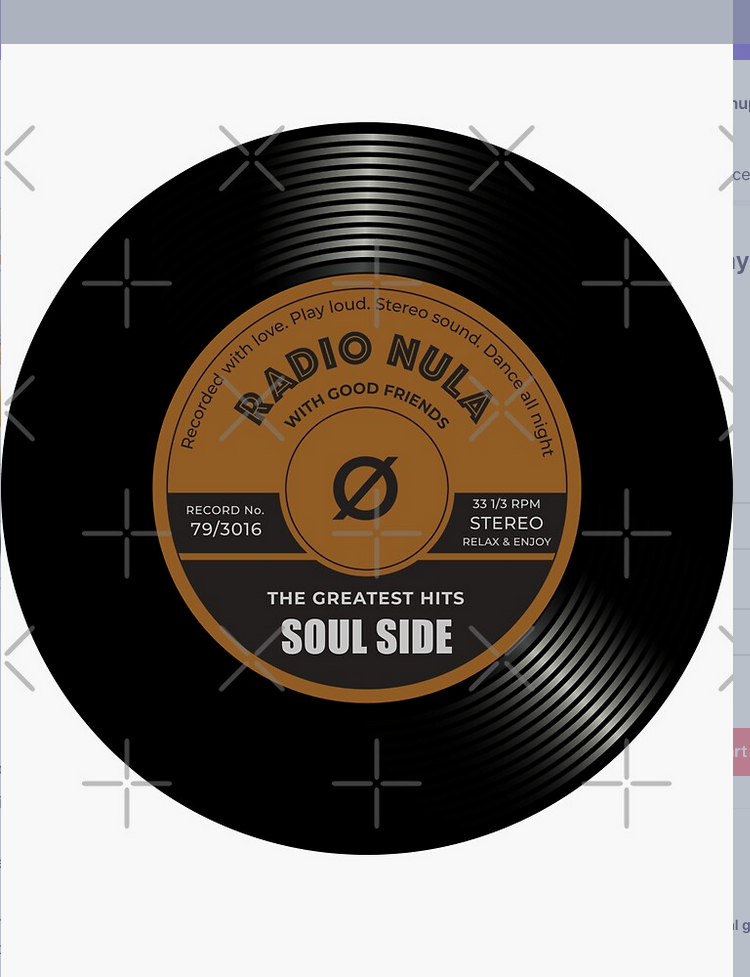 Recorded with love. Play loud. Stereo sound. Dance all night
RADIO NULA
WITH GOOD FRIENDS
Ø
RECORD No.
79/3016
33 1/3 RPM
STEREO
RELAX & ENJOY
THE GREATEST HITS
SOUL SIDE